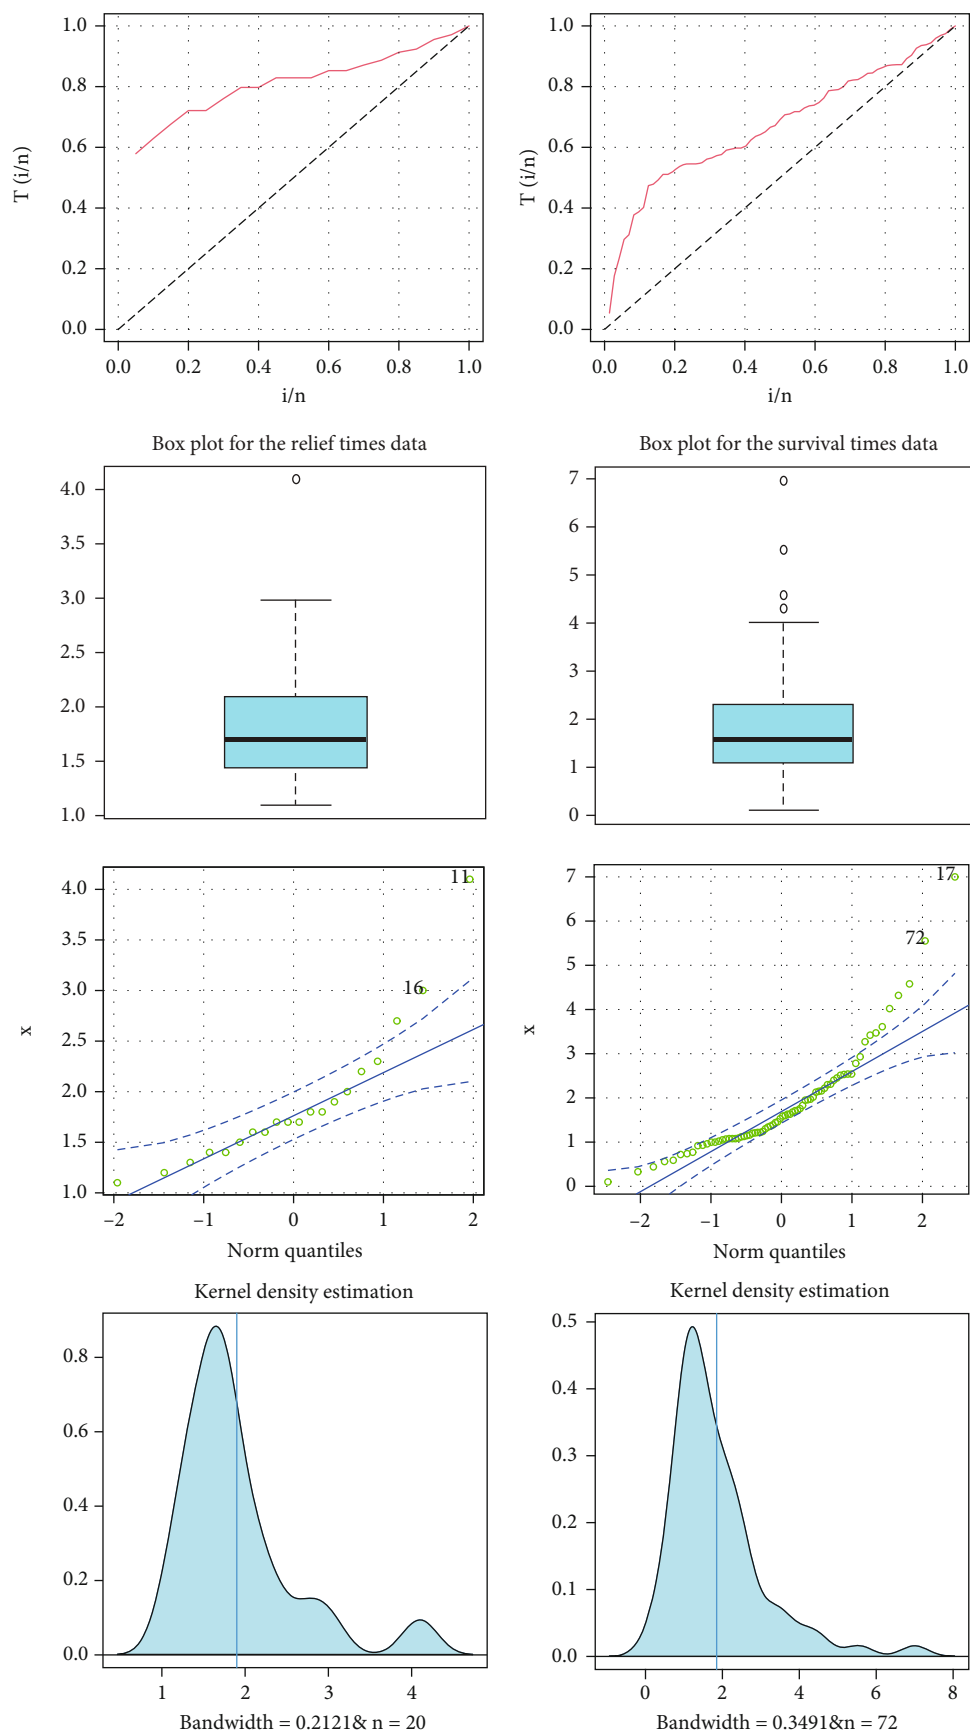 1.0
0.8
0.6
0.4
0.2
0.0
T (i/n)
0.0 0.2 0.4 0.6 0.8 1.0
i/n
1.0
0.8
0.6
0.4
0.2
0.0
T (i/n)
0.0 0.2 0.4 0.6 0.8 1.0
i/n
Box plot for the relief times data
4.0
3.5
3.0
2.5
2.0
1.5
1.0
Box plot for the survival times data
7
6
5
4
3
2
1
0
4.0
3.5
3.0
2.5
2.0
1.5
1.0
x
11
16
–2 –1 0 1 2
Norm quantiles
7
6
5
4
3
2
1
0
x
17
72
–2 –1 0 1 2
Norm quantiles
Kernel density estimation
0.8
0.6
0.4
0.2
0.0
1 2 3 4
Bandwidth = 0.2121& n = 20
Kernel density estimation
0.5
0.4
0.3
0.2
0.1
0.0
0 2 4 6 8
Bandwidth = 0.3491&n = 72